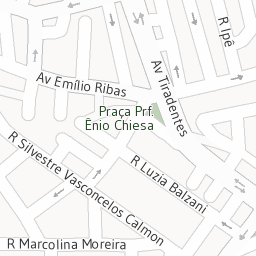 R Ipê
Av Emílio Ribas
Av Tiradentes
Praça Prf.
Ênio Chiesa
R Luzia Balzani
R Silvestre Vasconcelos Calmon
R Marcolina Moreira